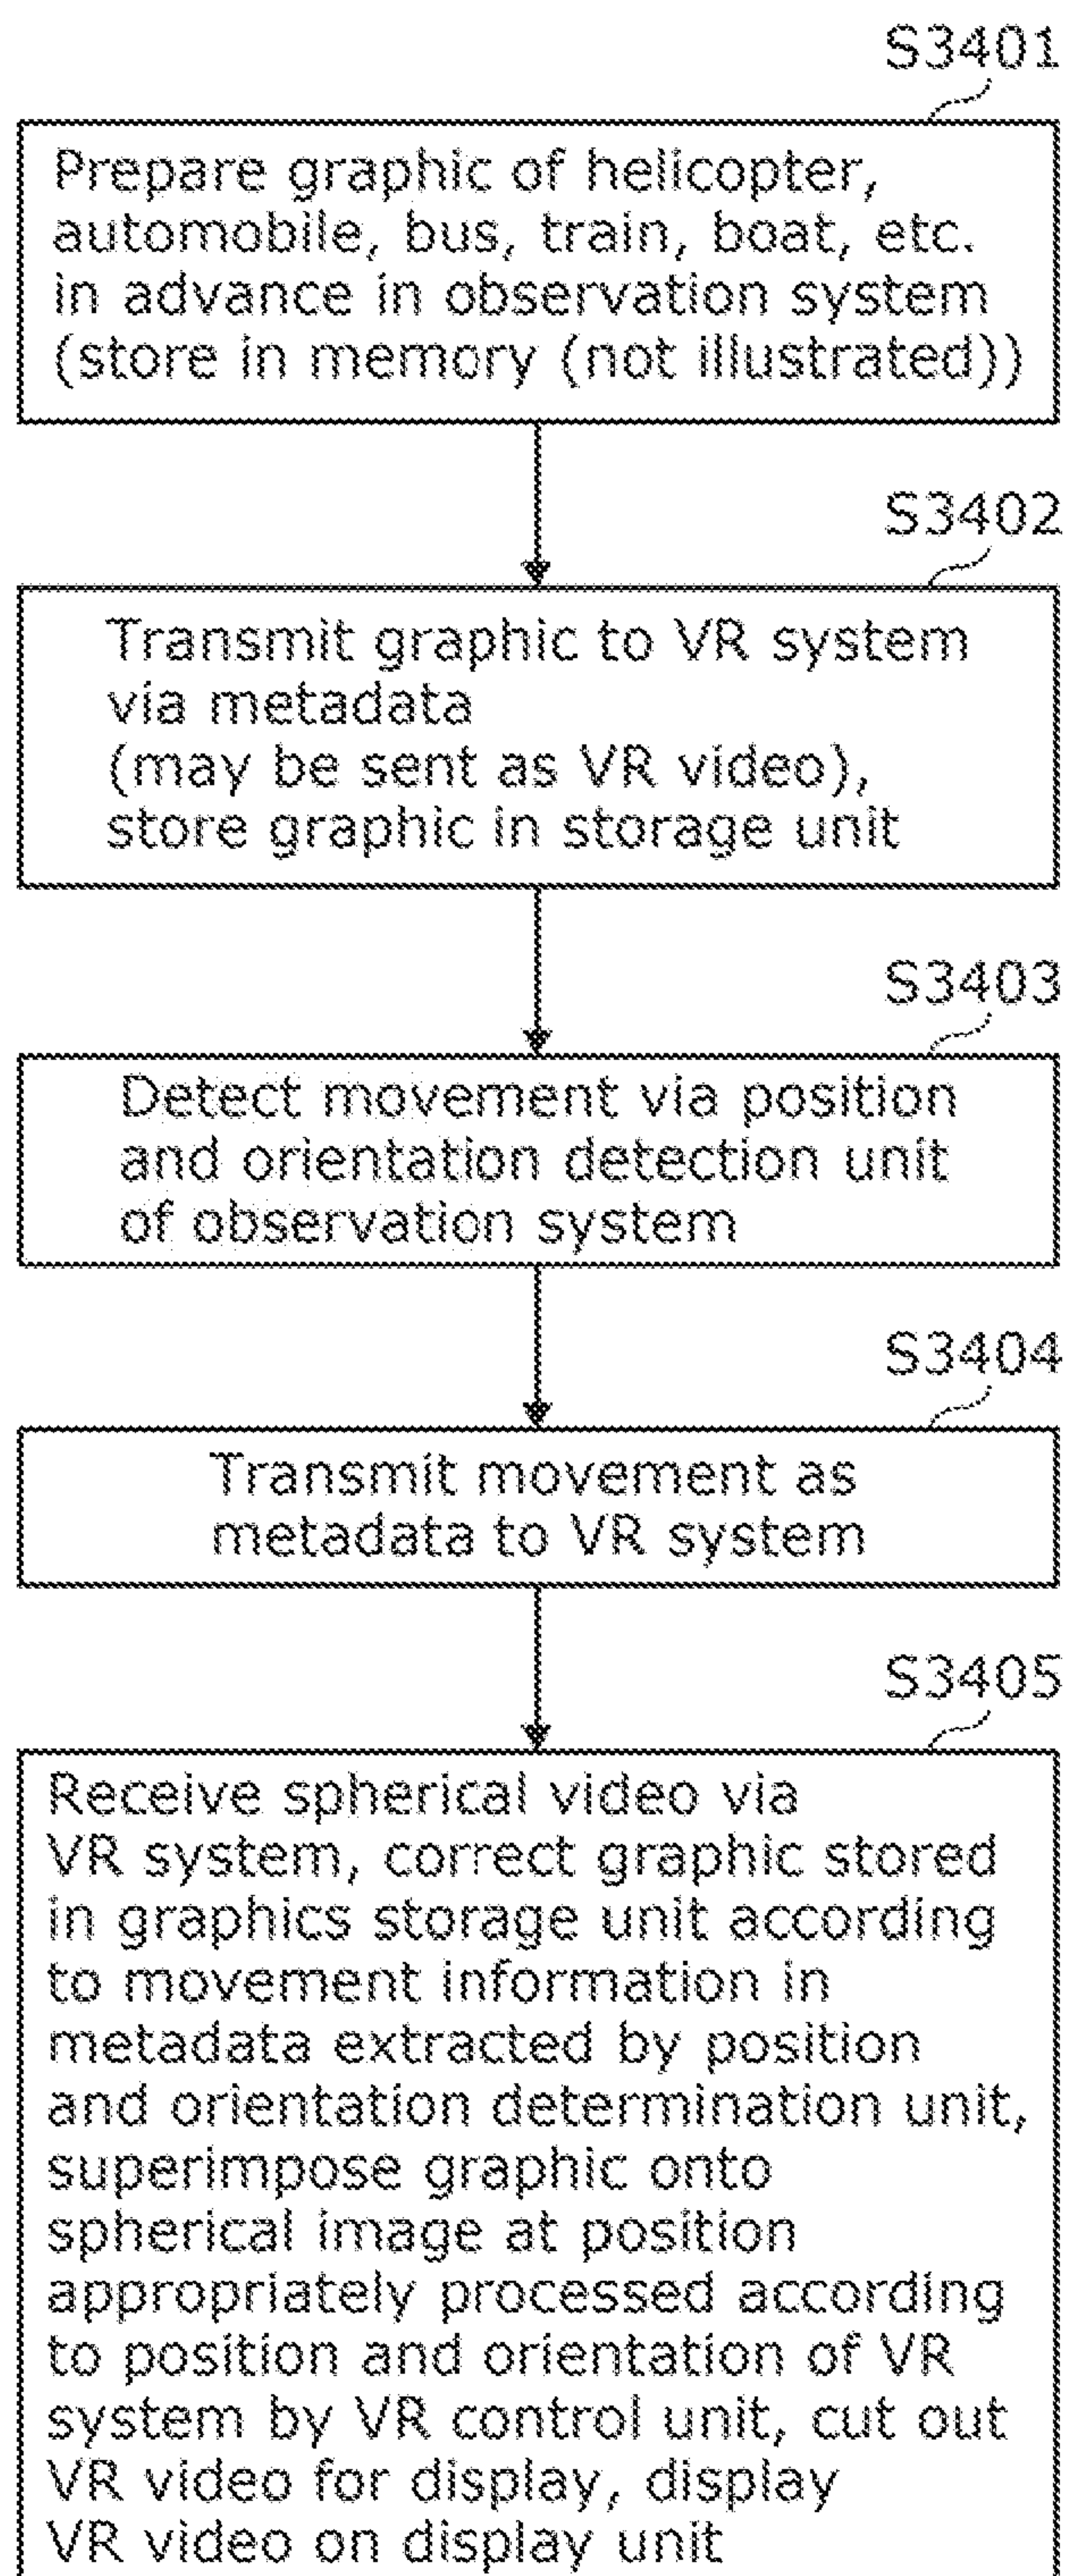 S3401
Prepare graphic of helicopter,
automobile, bus, train, boat, etc.
in advance in observation system
(store in memory (not illustrated))
S3402
Transmit graphic to VR system
via metadata
(may be sent as VR video),
store graphic in storage unit
S3403
Detect movement via position
and orientation detection unit
of observation system
S3404
Transmit movement as
metadata to VR system
S3405
Receive spherical video via
VR system, correct graphic stored
in graphics storage unit according
to movement information in
metadata extracted by position
and orientation determination unit,
superimpose graphic onto
spherical image at position
appropriately processed according
to position and orientation of VR
system by VR control unit, cut out
VR video for display, display
VR video on display unit